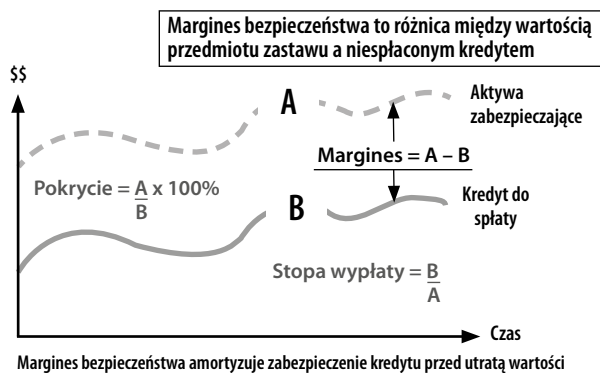 Margines bezpieczeństwa to różnica między wartością
przedmiotu zastawu a niespłaconym kredytem
$$
A
Aktywa
zabezpieczające
Margines = A – B
Pokrycie = A/B x 100%
B
Kredyt do
spłaty
Stopa wypłaty = B/A
Czas
Margines bezpieczeństwa amortyzuje zabezpieczenie kredytu przed utratą wartości